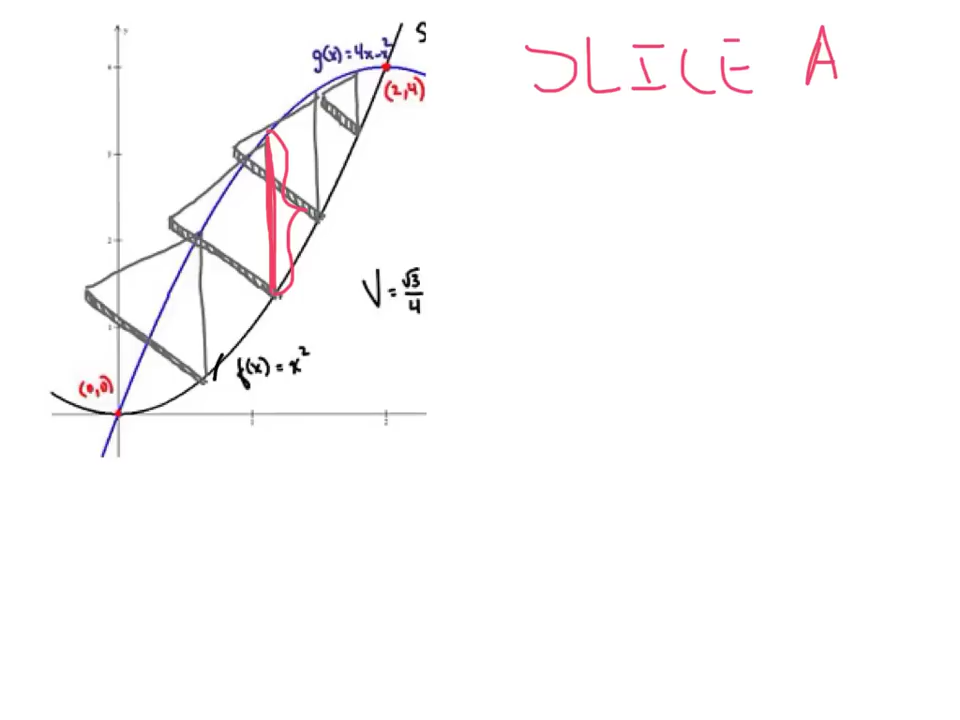 SLICE A
g(x) = 4x-x²
(2,4)
V = √3/4
f(x) = x²
(0,0)